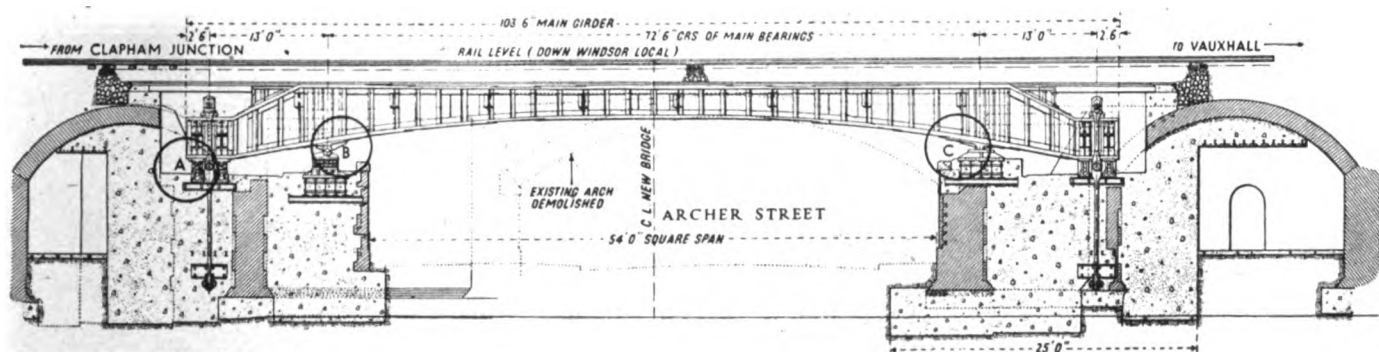 103'6" MAIN GIRDER
2'6" 13'0" 72'6" CRS OF MAIN BEARINGS 13'0" 2'6"
FROM CLAPHAM JUNCTION RAIL LEVEL (DOWN WINDSOR LOCAL) TO VAUXHALL
A B C
EXISTING ARCH
DEMOLISHED
C L NEW BRIDGE
ARCHER STREET
54'0" SQUARE SPAN
25'0"